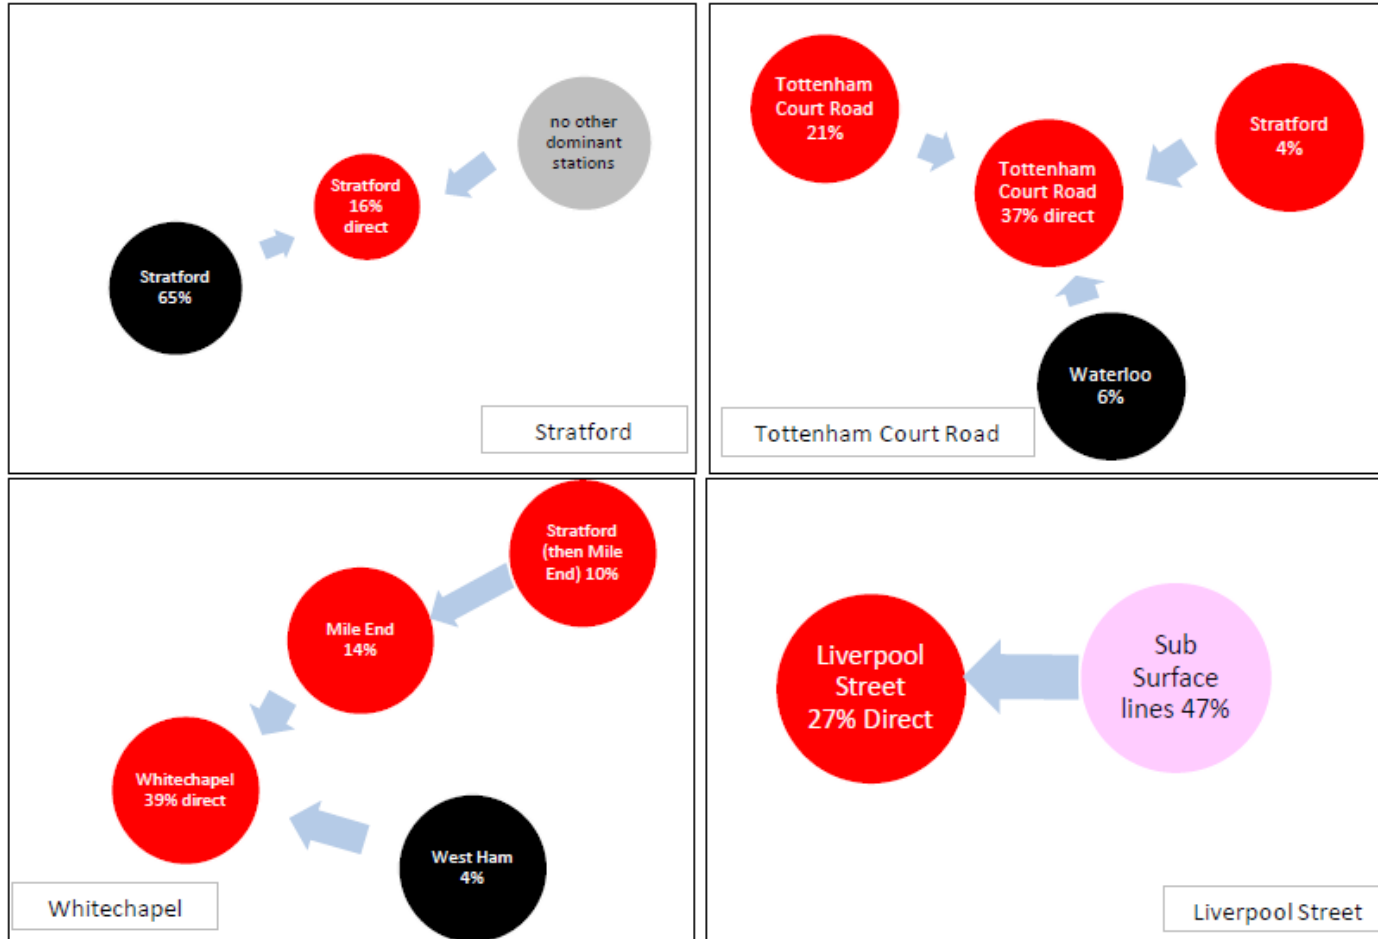 no other
dominant
stations
Stratford
16%
direct
Stratford
65%
Stratford
Tottenham
Court Road
21%
Stratford
4%
Tottenham
Court Road
37% direct
Waterloo
6%
Tottenham Court Road
Stratford
(then Mile
End) 10%
Mile End
14%
Whitechapel
39% direct
West Ham
4%
Whitechapel
Liverpool
Street
27% Direct
Sub
Surface
lines 47%
Liverpool Street